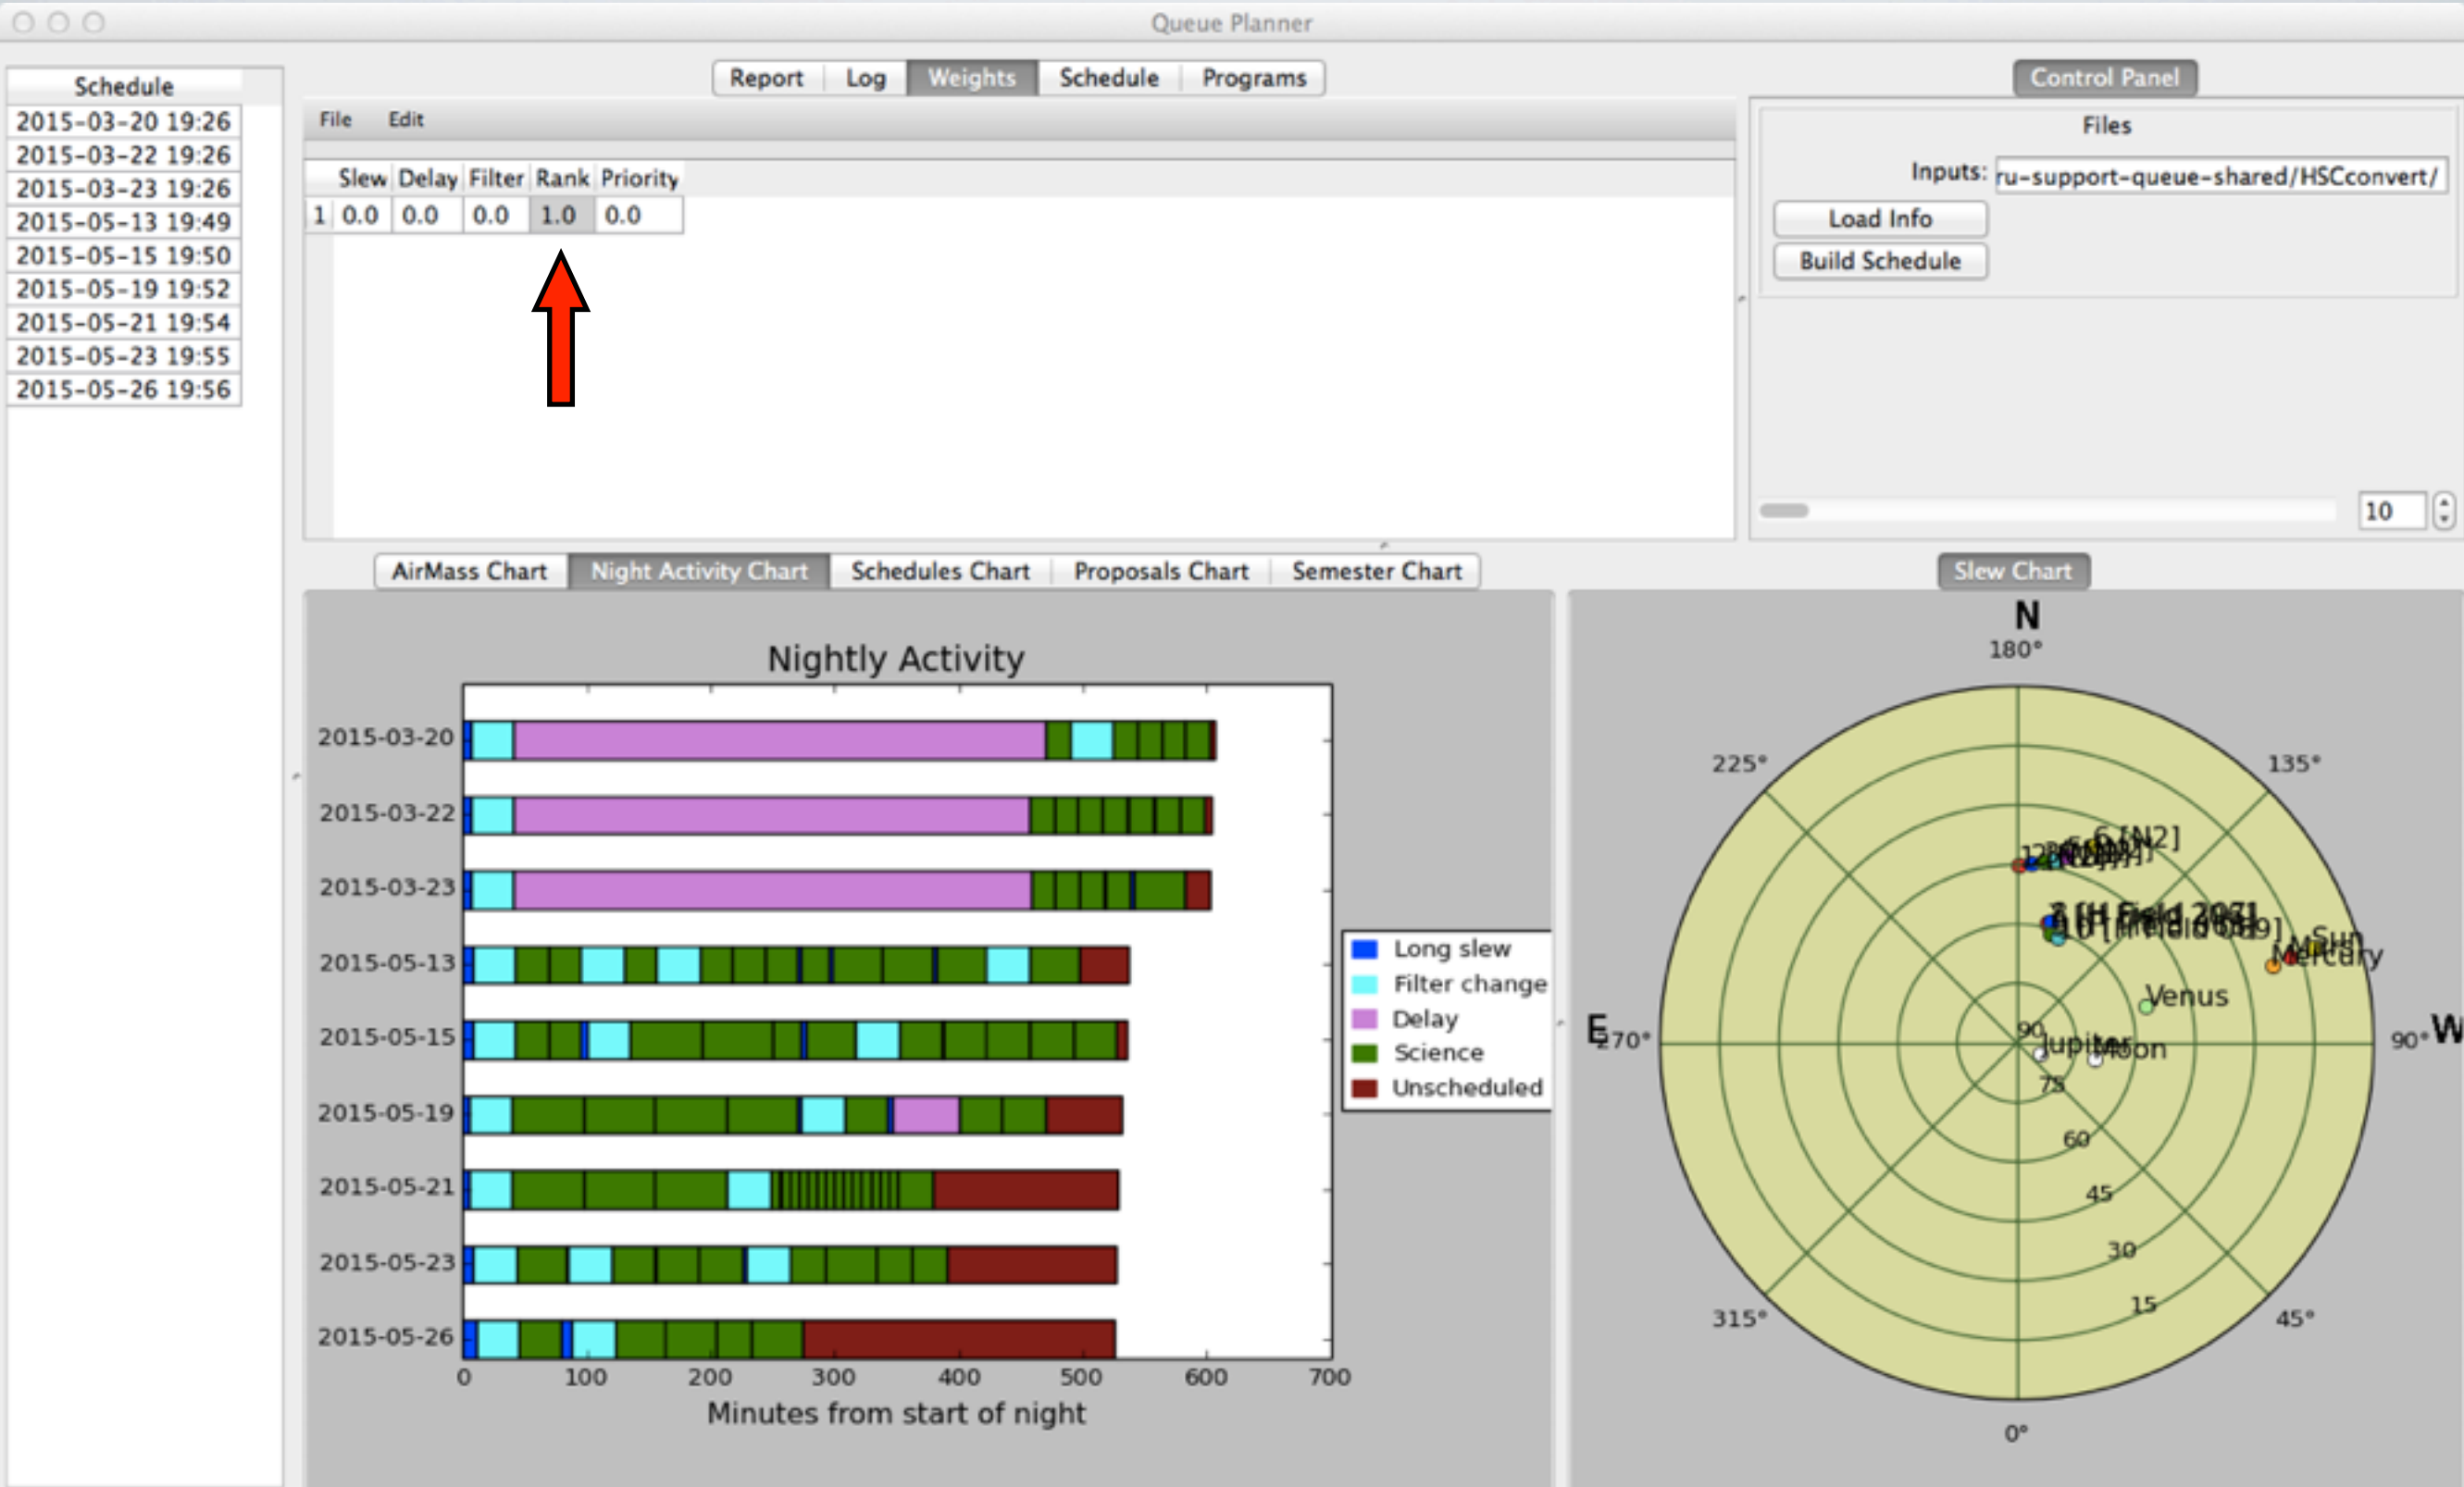 Queue Planner
Schedule
2015-03-20 19:26
2015-03-22 19:26
2015-03-23 19:26
2015-05-13 19:49
2015-05-15 19:50
2015-05-19 19:52
2015-05-21 19:54
2015-05-23 19:55
2015-05-26 19:56
Report Log Weights Schedule Programs
File Edit
Slew Delay Filter Rank Priority
1 0.0 0.0 0.0 1.0 0.0
Control Panel
Files
Inputs: ru-support-queue-shared/HSCconvert/
Load Info
Build Schedule
10
AirMass Chart Night Activity Chart Schedules Chart Proposals Chart Semester Chart
Nightly Activity
2015-03-20
2015-03-22
2015-03-23
2015-05-13
2015-05-15
2015-05-19
2015-05-21
2015-05-23
2015-05-26
0 100 200 300 400 500 600 700
Minutes from start of night
Long slew
Filter change
Delay
Science
Unscheduled
Slew Chart
N
180°
225° 135°
6 [N2]
Sun
Mercury
Venus
E 270° 90° W
90
Jupiter
Moon
75
60
45
30
15
315° 45°
0°